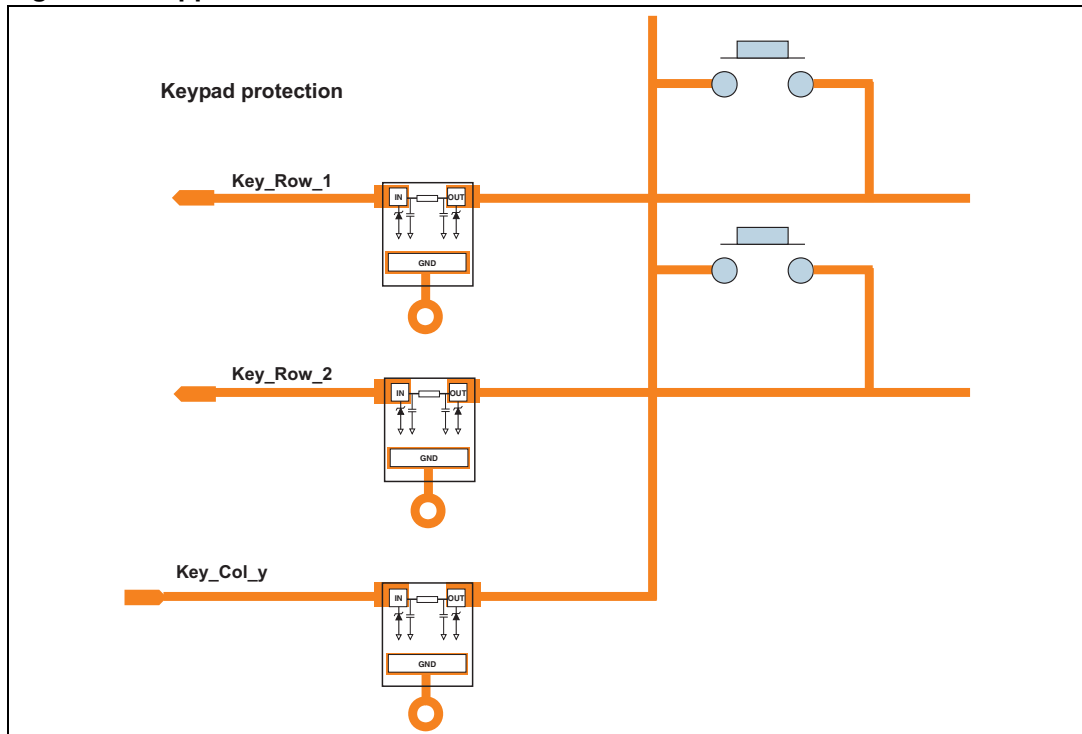 Keypad protection
Key_Row_1
IN
OUT
GND
Key_Row_2
IN
OUT
GND
Key_Col_y
IN
OUT
GND